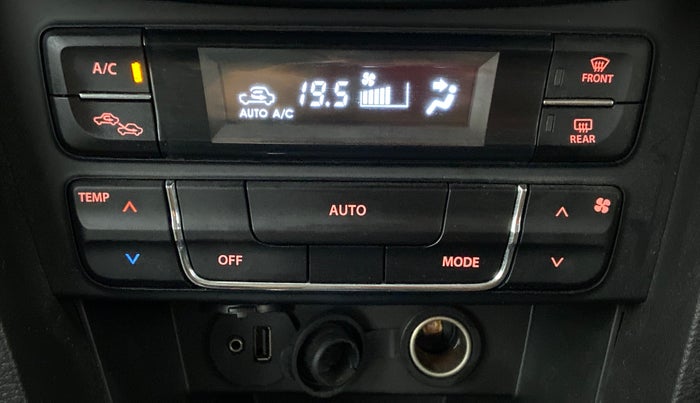 A/C
19.5
AUTO A/C
FRONT
REAR
TEMP
AUTO
OFF
MODE